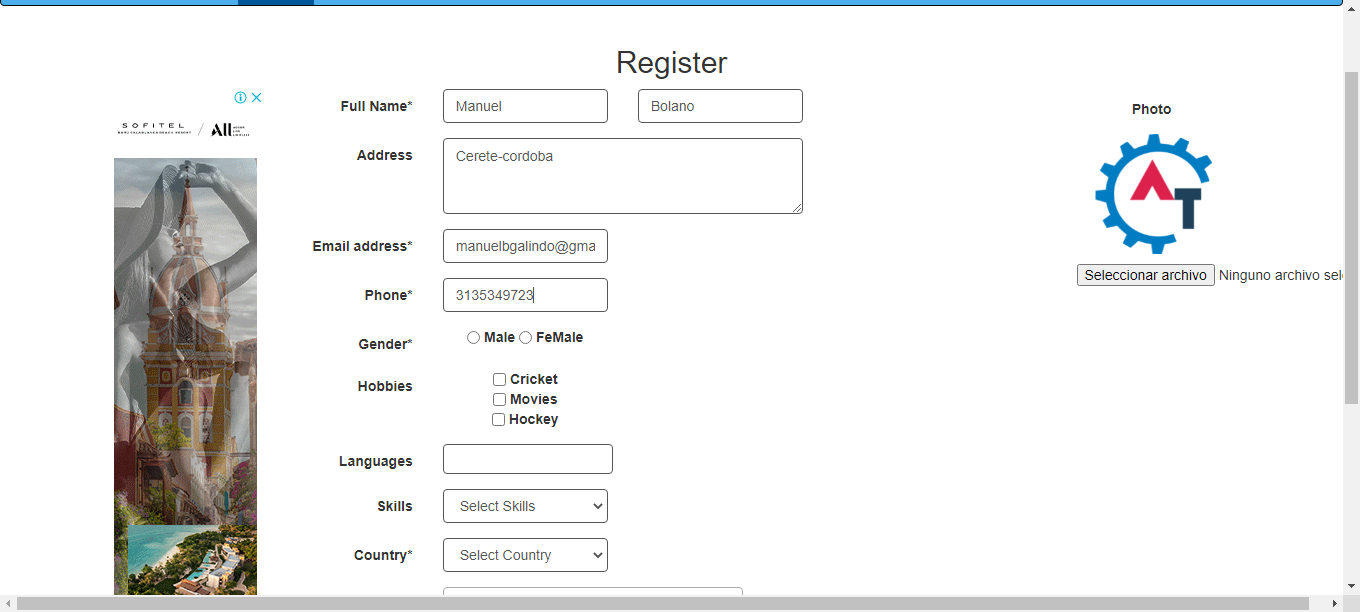 Register
Full Name*
Manuel
Bolano
Photo
SOFITEL
ALL
Address
Cerete-cordoba
Email address*
manuelbgalindo@gma
Seleccionar archivo
Ninguno archivo sel
Phone*
3135349723
Gender*
Male
FeMale
Hobbies
Cricket
Movies
Hockey
Languages
Skills
Select Skills
Country*
Select Country